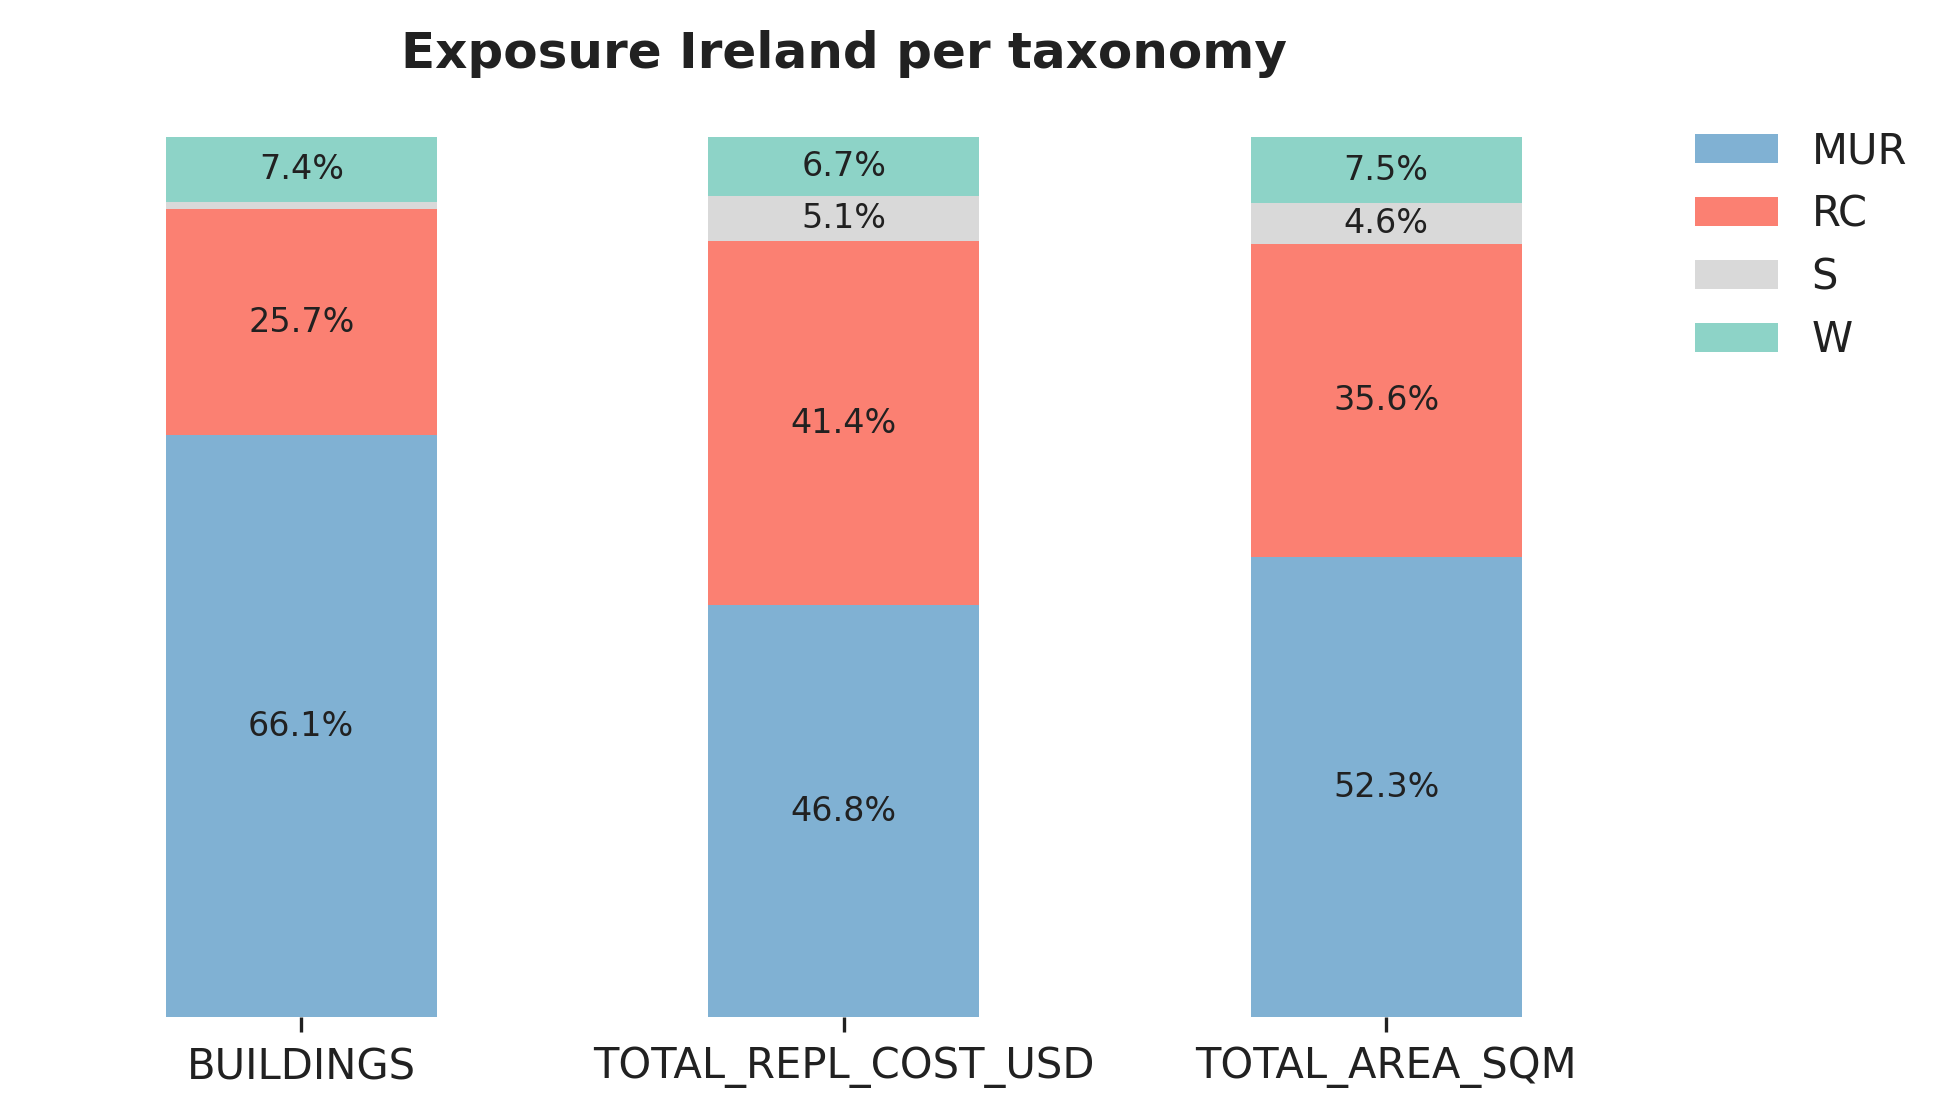 Exposure Ireland per taxonomy
7.4%
25.7%
66.1%
6.7%
5.1%
41.4%
46.8%
7.5%
4.6%
35.6%
52.3%
BUILDINGS
TOTAL_REPL_COST_USD
TOTAL_AREA_SQM
MUR
RC
S
W